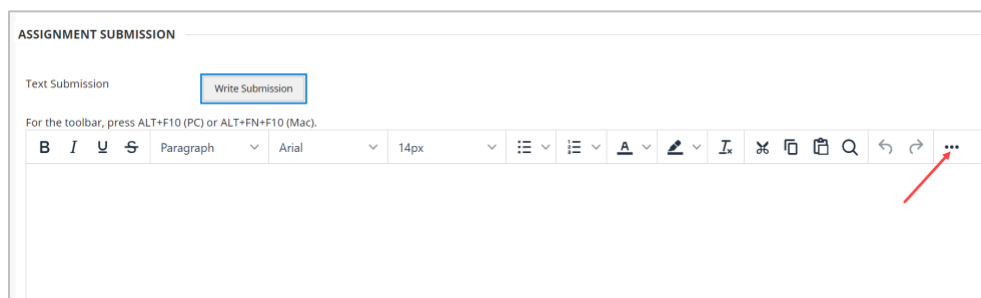 ASSIGNMENT SUBMISSION
Text Submission
Write Submission
For the toolbar, press ALT+F10 (PC) or ALT+FN+F10 (Mac).
B I U S Paragraph Arial 14px A